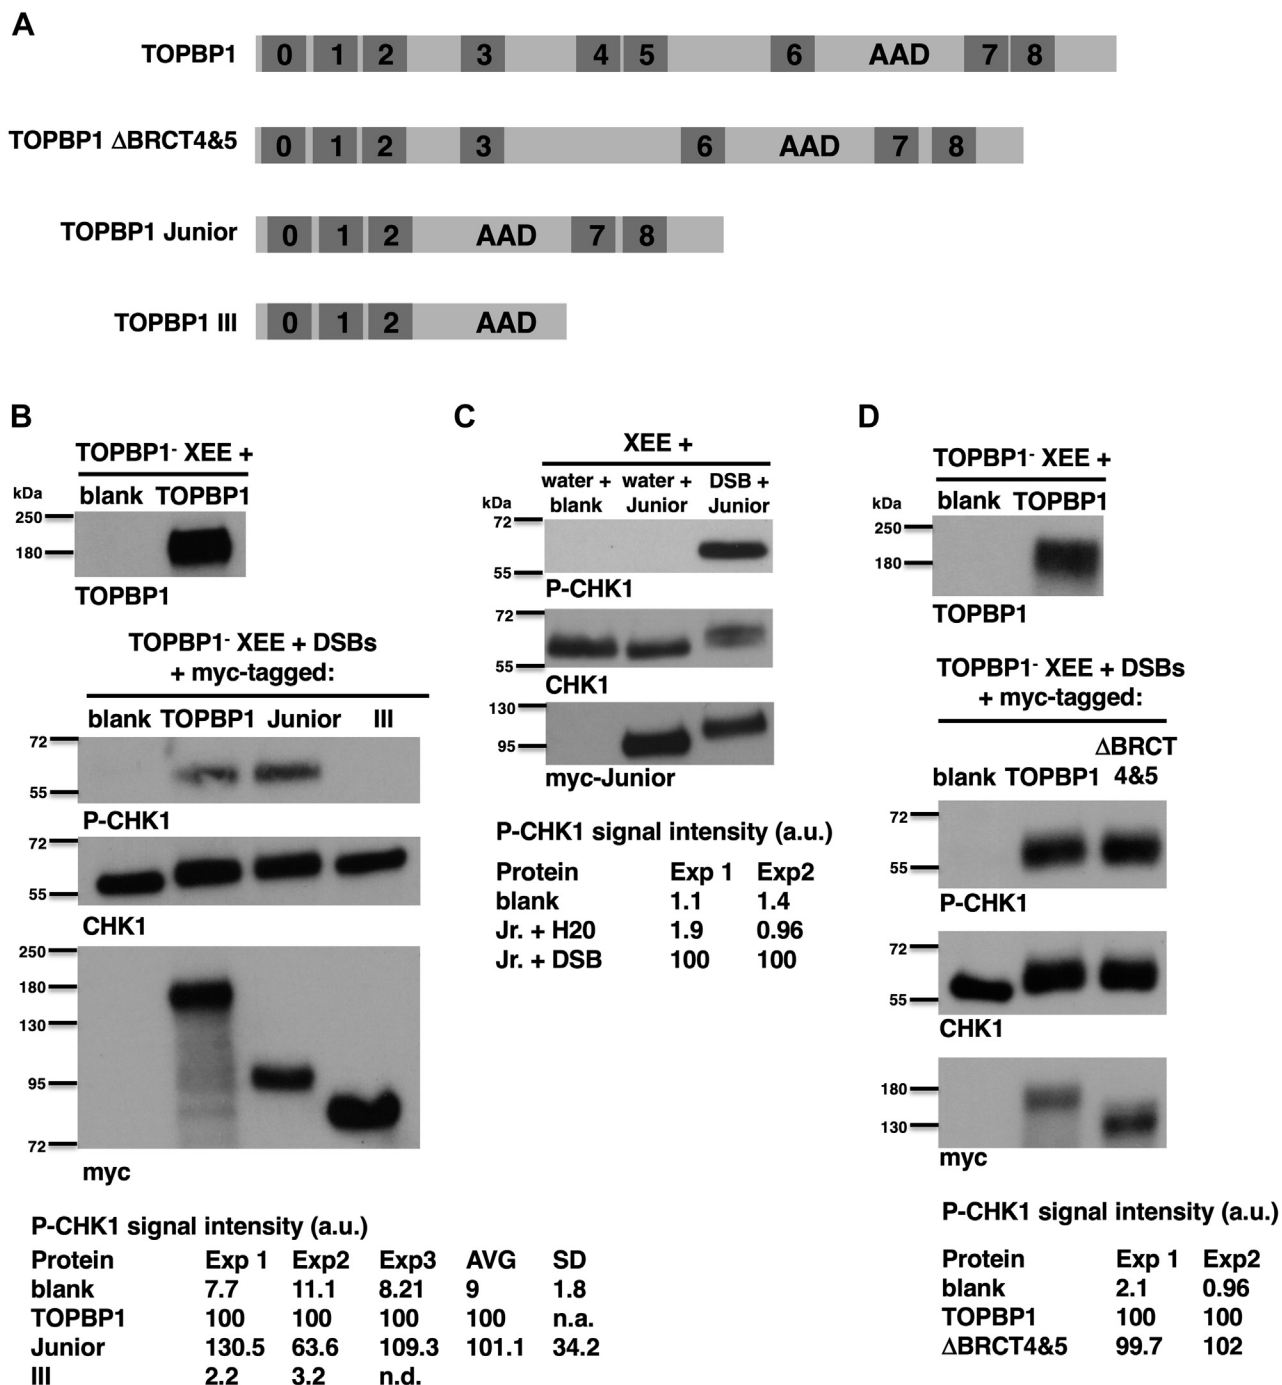 A
TOPBP1 0 1 2 3 4 5 6 AAD 7 8
TOPBP1 ΔBRCT4&5 0 1 2 3 6 AAD 7 8
TOPBP1 Junior 0 1 2 AAD 7 8
TOPBP1 III 0 1 2 AAD
B
TOPBP1- XEE +
kDa
blank TOPBP1
250
180
TOPBP1
TOPBP1- XEE + DSBs
+ myc-tagged:
blank TOPBP1 Junior III
72
55
P-CHK1
72
55
CHK1
250
180
130
95
72
myc
P-CHK1 signal intensity (a.u.)
Protein Exp 1 Exp2 Exp3 AVG SD
blank 7.7 11.1 8.21 9 1.8
TOPBP1 100 100 100 100 n.a.
Junior 130.5 63.6 109.3 101.1 34.2
III 2.2 3.2 n.d.
C
XEE +
water + water + DSB +
blank Junior Junior
kDa
72
55
P-CHK1
72
55
CHK1
130
95
myc-Junior
P-CHK1 signal intensity (a.u.)
Protein Exp 1 Exp2
blank 1.1 1.4
Jr. + H20 1.9 0.96
Jr. + DSB 100 100
D
TOPBP1- XEE +
kDa
blank TOPBP1
250
180
TOPBP1
TOPBP1- XEE + DSBs
+ myc-tagged:
ΔBRCT
blank TOPBP1 4&5
72
55
P-CHK1
72
55
CHK1
180
130
myc
P-CHK1 signal intensity (a.u.)
Protein Exp 1 Exp2
blank 2.1 0.96
TOPBP1 100 100
ΔBRCT4&5 99.7 102